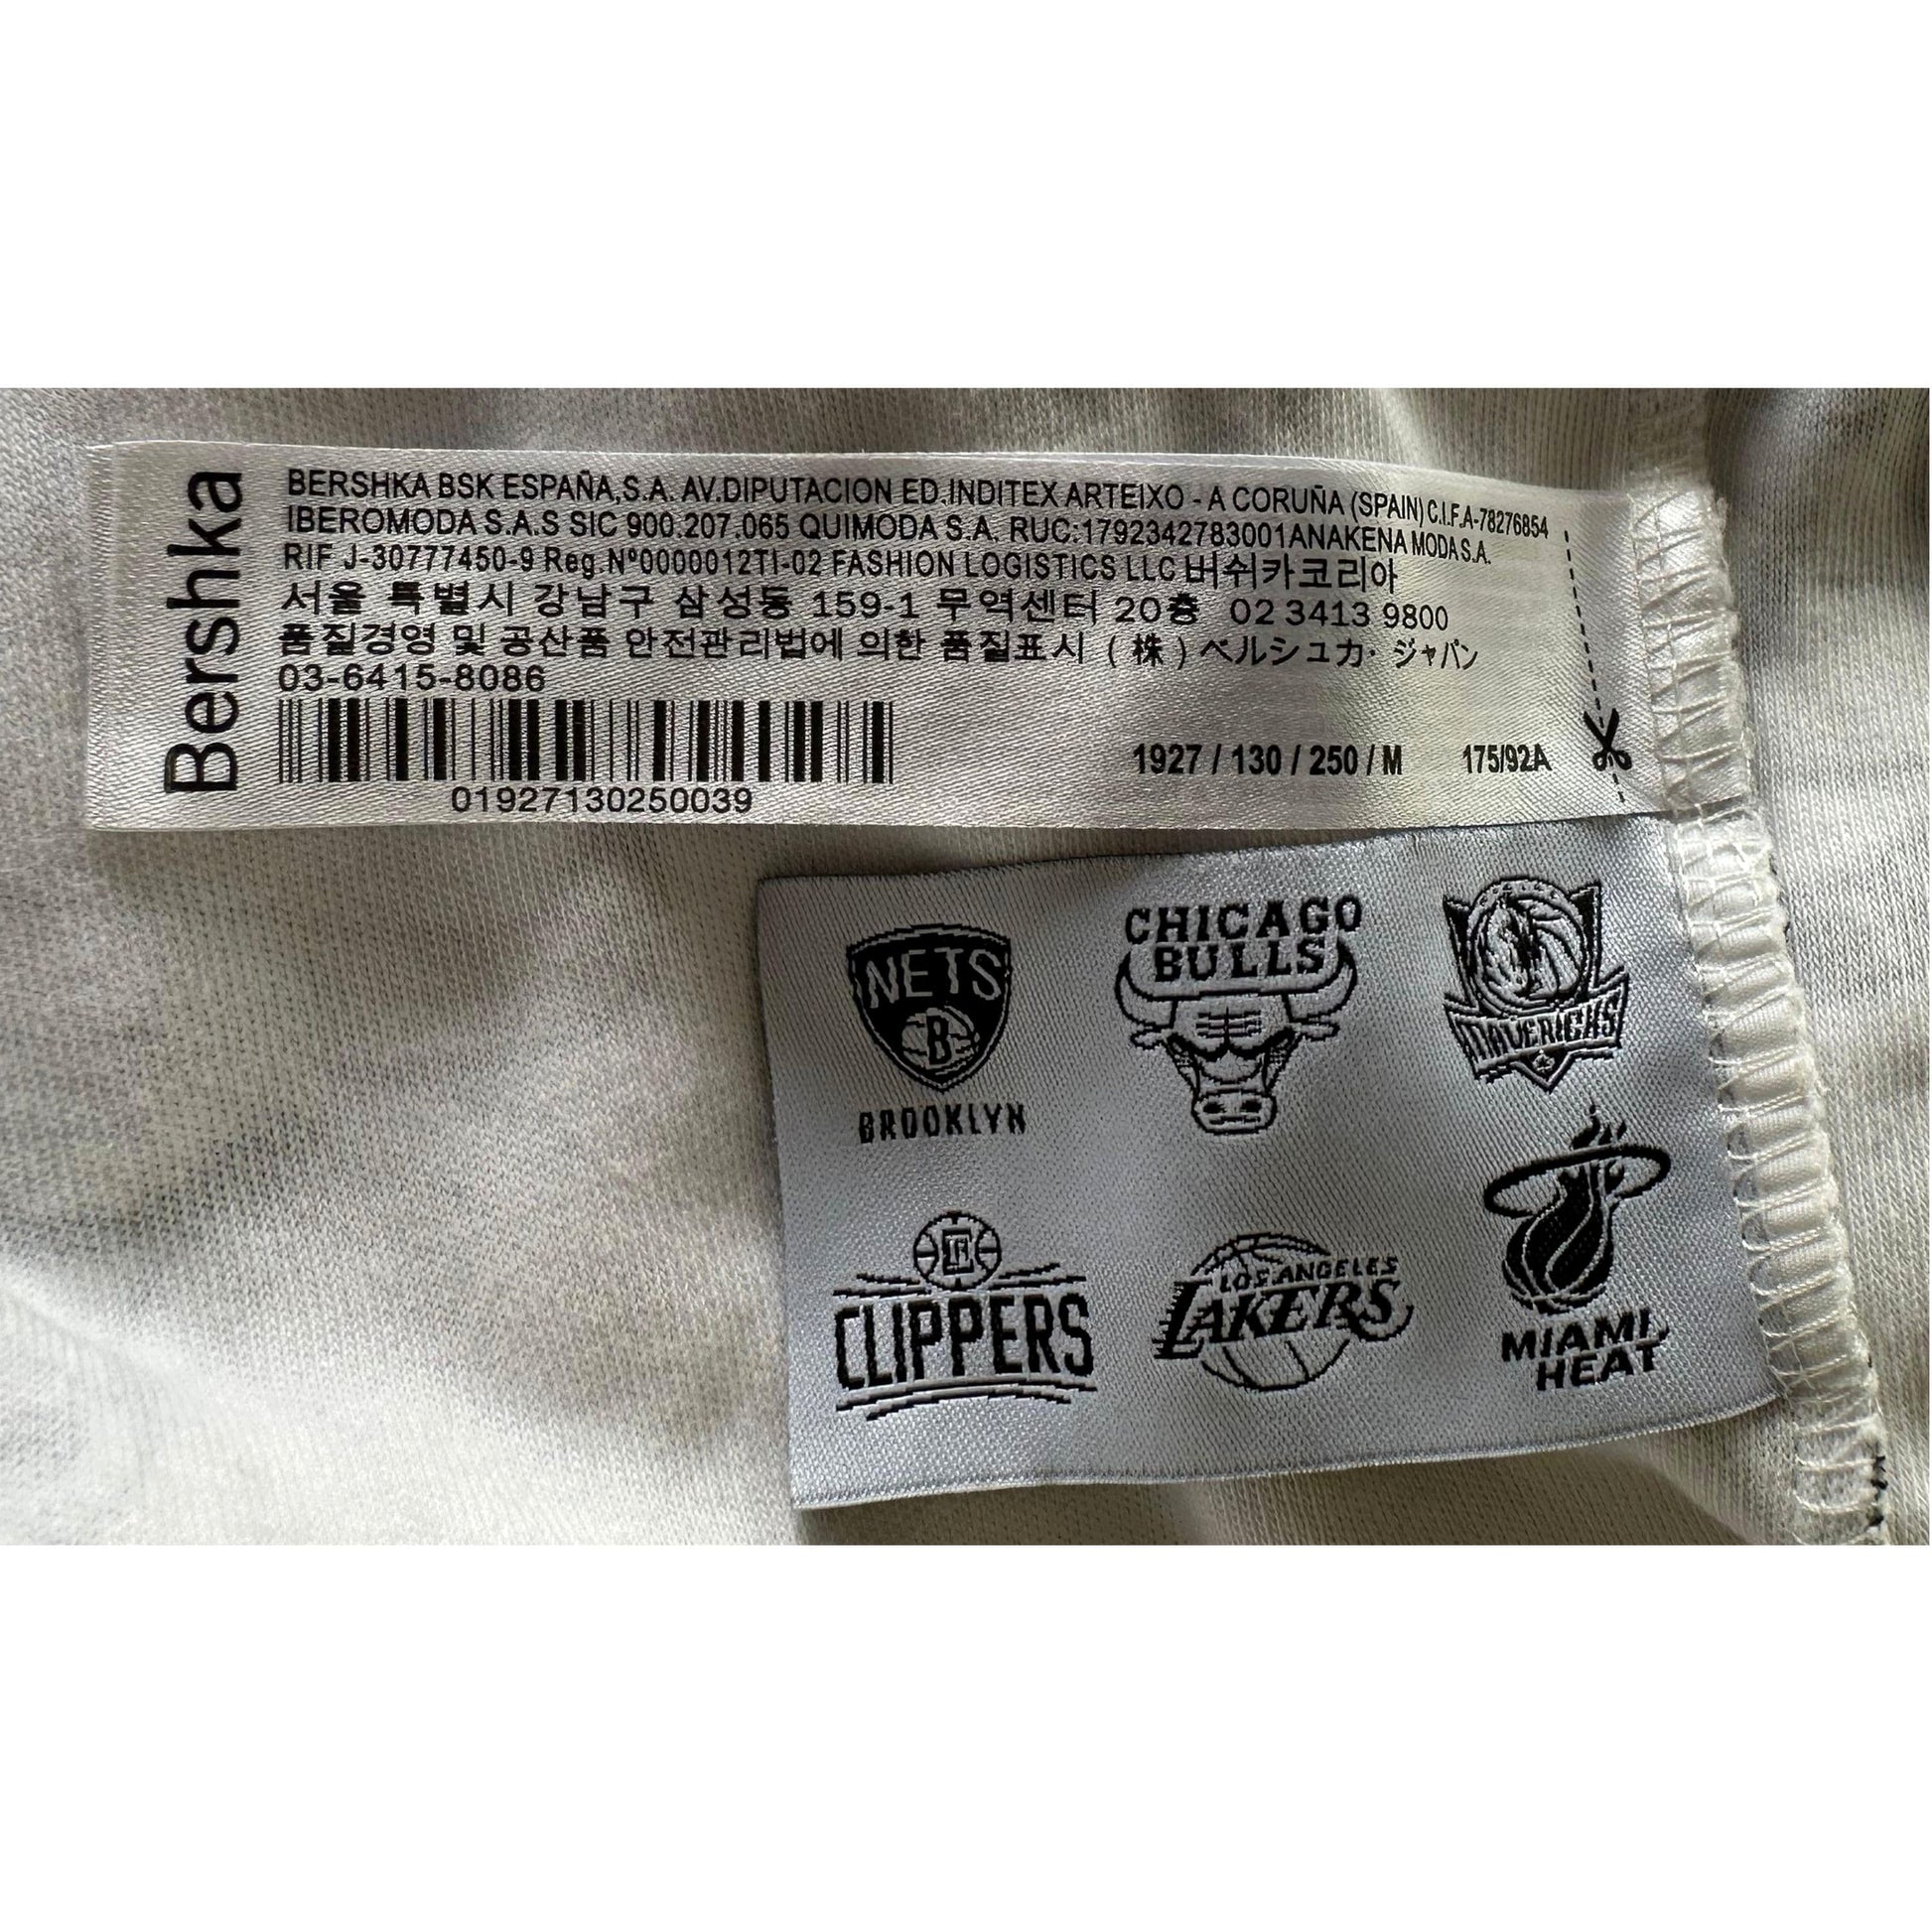 Bershka
BERSHKA BSK ESPAÑA,S.A. AV.DIPUTACION ED.INDITEX ARTEIXO - A CORUÑA (SPAIN) C.I.F.A-78276854
IBEROMODA S.A.S SIC 900.207.065 QUIMODA S.A. RUC:1792342783001ANAKENA MODA S.A.
RIF J-30777450-9 Reg.Nº0000012TI-02 FASHION LOGISTICS LLC 버쉬카코리아
서울 특별시 강남구 삼성동 159-1 무역센터 20층 02 3413 9800
품질경영 및 공산품 안전관리법에 의한 품질표시 (株) ベルシュカ・ジャパン
03-6415-8086
01927130250039
1927 / 130 / 250 / M 175/92A
NETS
B
BROOKLYN
CHICAGO
BULLS
MAVERICKS
CLIPPERS
LOS ANGELES
LAKERS
MIAMI
HEAT